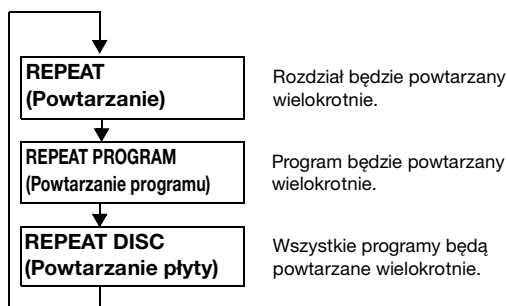 REPEAT
(Powtarzanie)
Rozdział będzie powtarzany
wielokrotnie.
REPEAT PROGRAM
(Powtarzanie programu)
Program będzie powtarzany
wielokrotnie.
REPEAT DISC
(Powtarzanie płyty)
Wszystkie programy będą
powtarzane wielokrotnie.